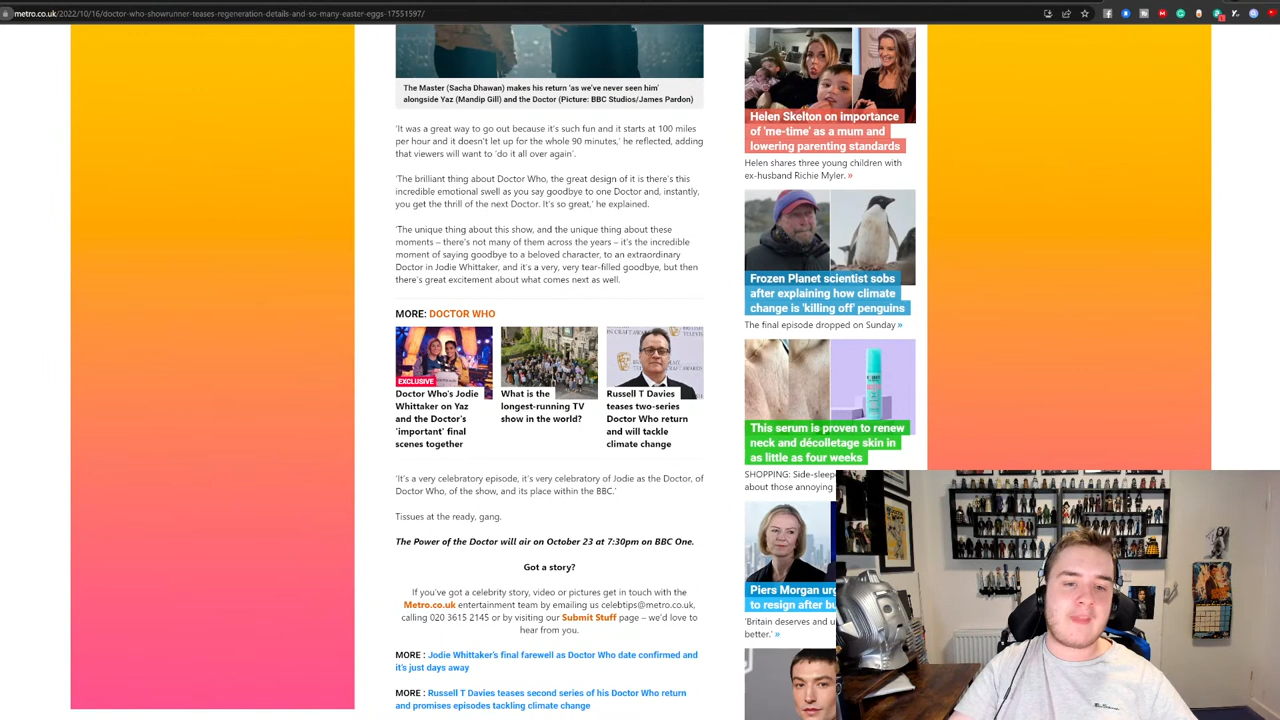 metro.co.uk/2022/10/16/doctor-who-showrunner-teases-regeneration-details-and-so-many-easter-eggs-17551597/
The Master (Sacha Dhawan) makes his return 'as we've never seen him'
alongside Yaz (Mandip Gill) and the Doctor (Picture: BBC Studios/James Pardon)
'It was a great way to go out because it's such fun and it starts at 100 miles
per hour and it doesn't let up for the whole 90 minutes,' he reflected, adding
that viewers will want to 'do it all over again'.
'The brilliant thing about Doctor Who, the great design of it is there's this
incredible emotional swell as you say goodbye to one Doctor and, instantly,
you get the thrill of the next Doctor. It's so great,' he explained.
'The unique thing about this show, and the unique thing about these
moments – there's not many of them across the years – it's the incredible
moment of saying goodbye to a beloved character, to an extraordinary
Doctor in Jodie Whittaker, and it's a very, very tear-filled goodbye, but then
there's great excitement about what comes next as well.
MORE: DOCTOR WHO
EXCLUSIVE
Doctor Who's Jodie
Whittaker on Yaz
and the Doctor's
'important' final
scenes together
What is the
longest-running TV
show in the world?
Russell T Davies
teases two-series
Doctor Who return
and will tackle
climate change
'It's a very celebratory episode, it's very celebratory of Jodie as the Doctor, of
Doctor Who, of the show, and its place within the BBC.'
Tissues at the ready, gang.
The Power of the Doctor will air on October 23 at 7:30pm on BBC One.
Got a story?
If you've got a celebrity story, video or pictures get in touch with the
Metro.co.uk entertainment team by emailing us celebtips@metro.co.uk,
calling 020 3615 2145 or by visiting our Submit Stuff page – we'd love to
hear from you.
MORE : Jodie Whittaker's final farewell as Doctor Who date confirmed and
it's just days away
MORE : Russell T Davies teases second series of his Doctor Who return
and promises episodes tackling climate change
Helen Skelton on importance
of 'me-time' as a mum and
lowering parenting standards
Helen shares three young children with
ex-husband Richie Myler. »
Frozen Planet scientist sobs
after explaining how climate
change is 'killing off' penguins
The final episode dropped on Sunday »
This serum is proven to renew
neck and décolletage skin in
as little as four weeks
SHOPPING: Side-sleepe
about those annoying
Piers Morgan urg
to resign after bu
'Britain deserves and u
better.' »